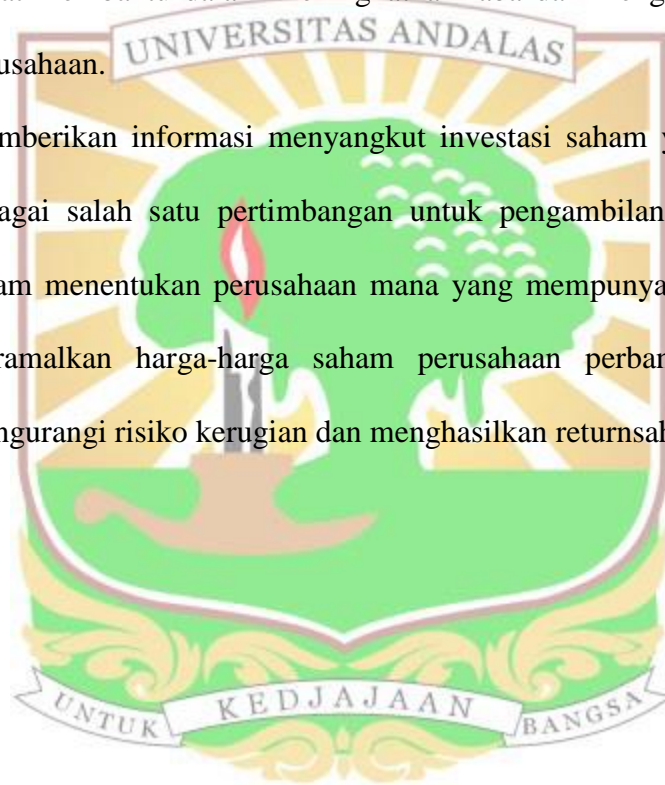 UNIVERSITAS ANDALAS
usahaan.
mberikan informasi menyangkut investasi saham
agai salah satu pertimbangan untuk pengambilan
am menentukan perusahaan mana yang mempunya
ramalkan harga-harga saham perusahaan perban
ngurangi risiko kerugian dan menghasilkan returnsah
UNTUK KEDJAJAAN BANGSA